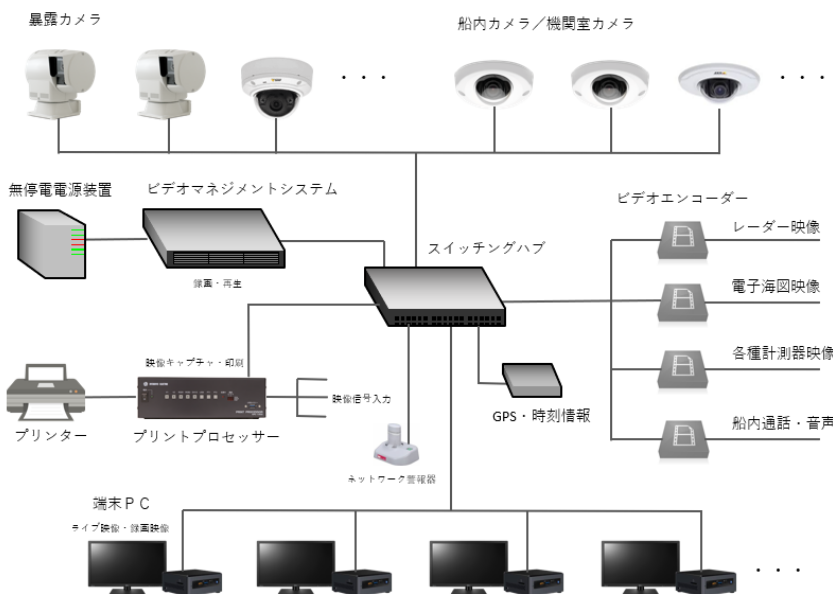 暴露カメラ
船内カメラ／機関室カメラ
・・・
・・・
無停電電源装置
ビデオマネジメントシステム
録画・再生
スイッチングハブ
ビデオエンコーダー
レーダー映像
電子海図映像
各種計測器映像
船内通話・音声
映像キャプチャ・印刷
映像信号入力
プリンター
プリントプロセッサー
GPS・時刻情報
ネットワーク警報器
端末ＰＣ
ライブ映像・録画映像
・・・